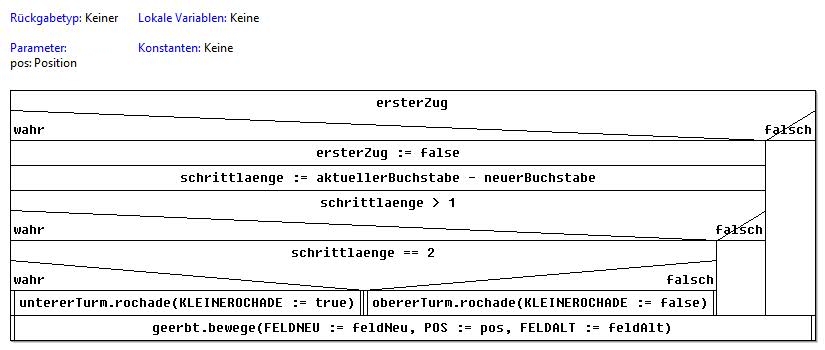 Rückgabetyp: Keiner Lokale Variablen: Keine
Parameter: Konstanten: Keine
pos: Position
ersterZug
wahr falsch
ersterZug := false
schrittlaenge := aktuellerBuchstabe - neuerBuchstabe
schrittlaenge > 1
wahr falsch
schrittlaenge == 2
wahr falsch
untererTurm.rochade(KLEINEROCHADE := true) obererTurm.rochade(KLEINEROCHADE := false)
geerbt.bewege(FELDNEU := feldNeu, POS := pos, FELDALT := feldAlt)